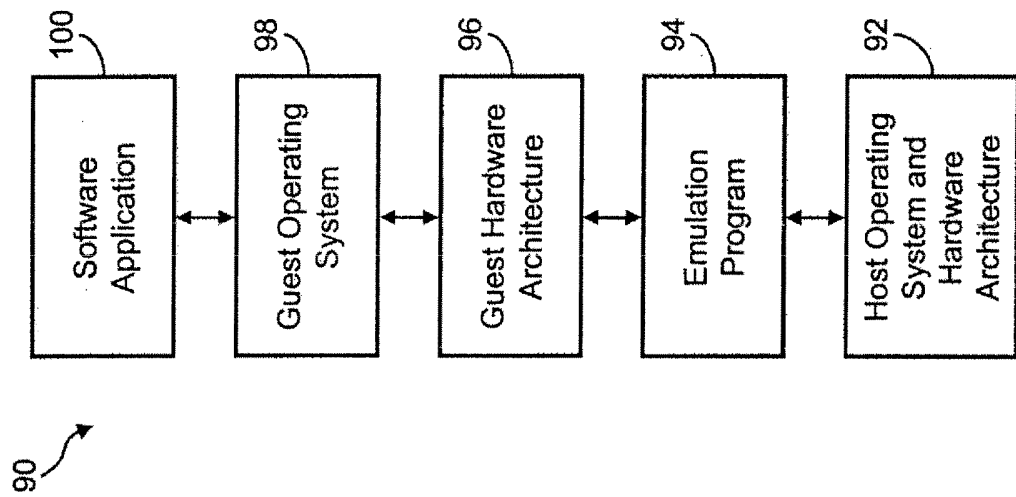 90
100
Software
Application
98
Guest Operating
System
96
Guest Hardware
Architecture
94
Emulation
Program
92
Host Operating
System and
Hardware
Architecture